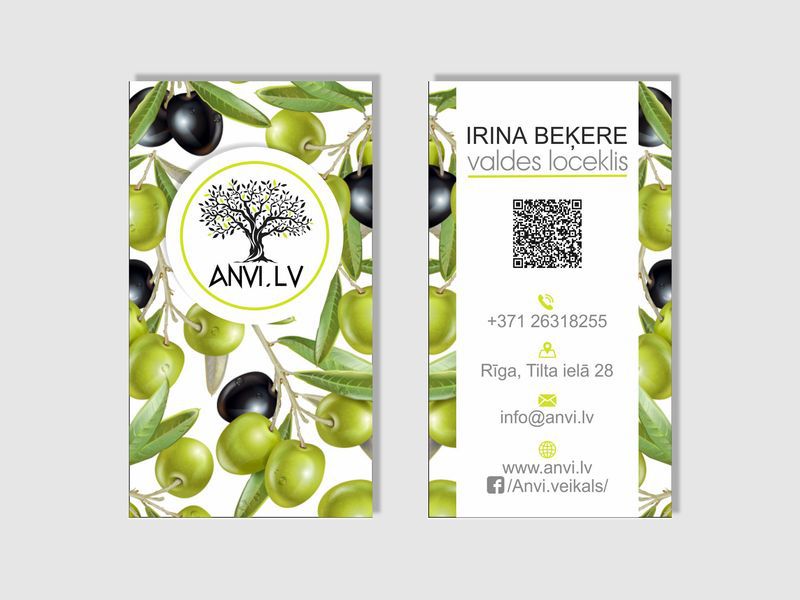 ANVI.LV
IRINA BEĶERE
valdes loceklis
+371 26318255
Rīga, Tilta ielā 28
info@anvi.lv
www.anvi.lv
/Anvi.veikals/